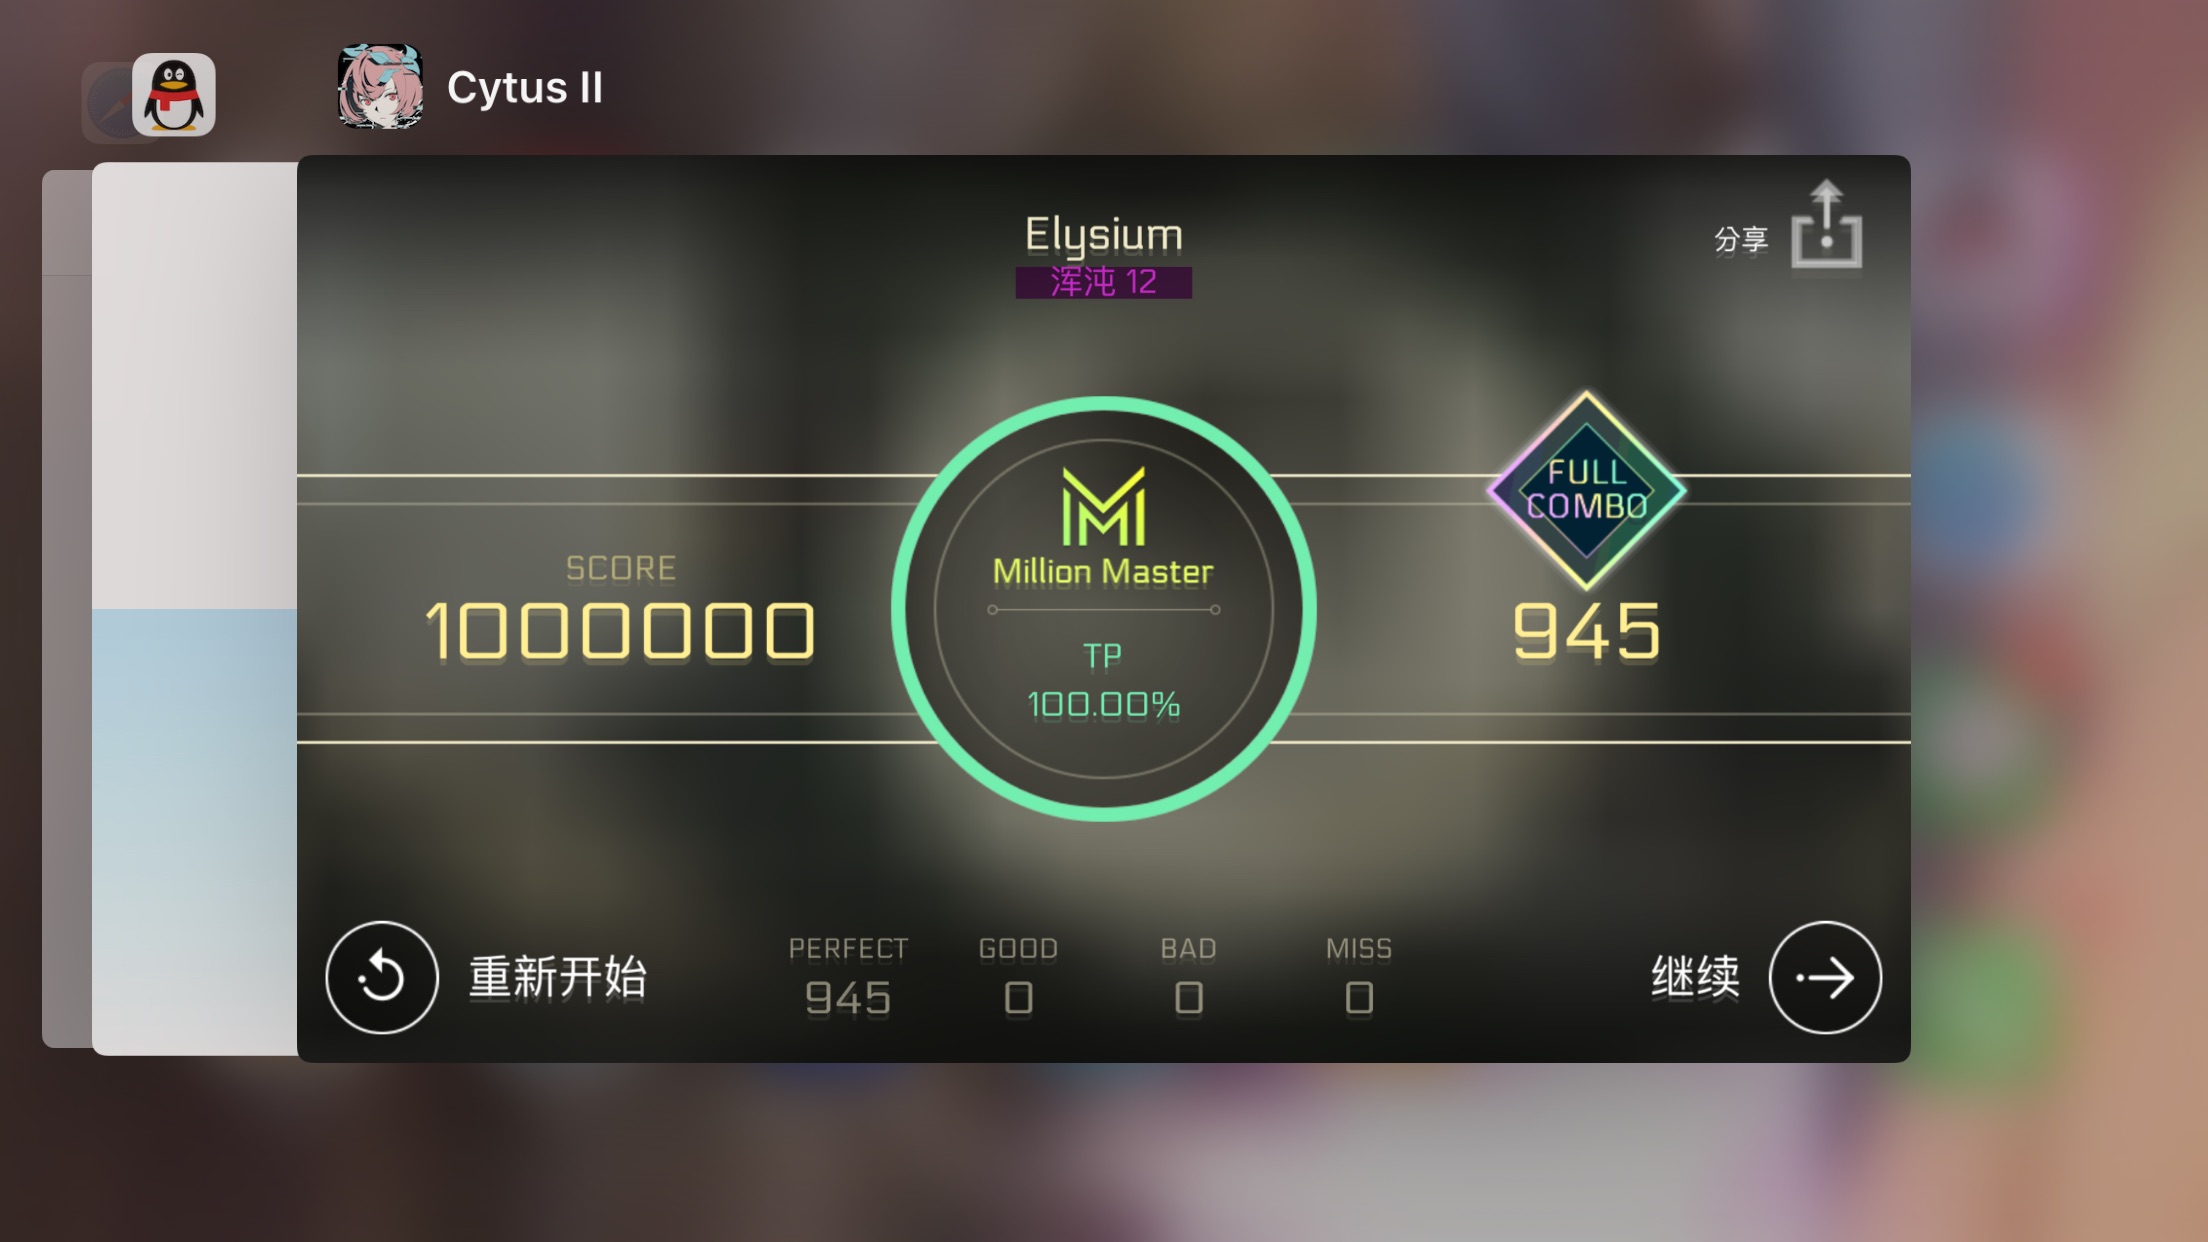 Cytus II
Elysium
浑沌 12
分享
FULL
COMBO
Million Master
SCORE
1000000
945
TP
100.00%
重新开始
PERFECT GOOD BAD MISS
945 0 0 0
继续